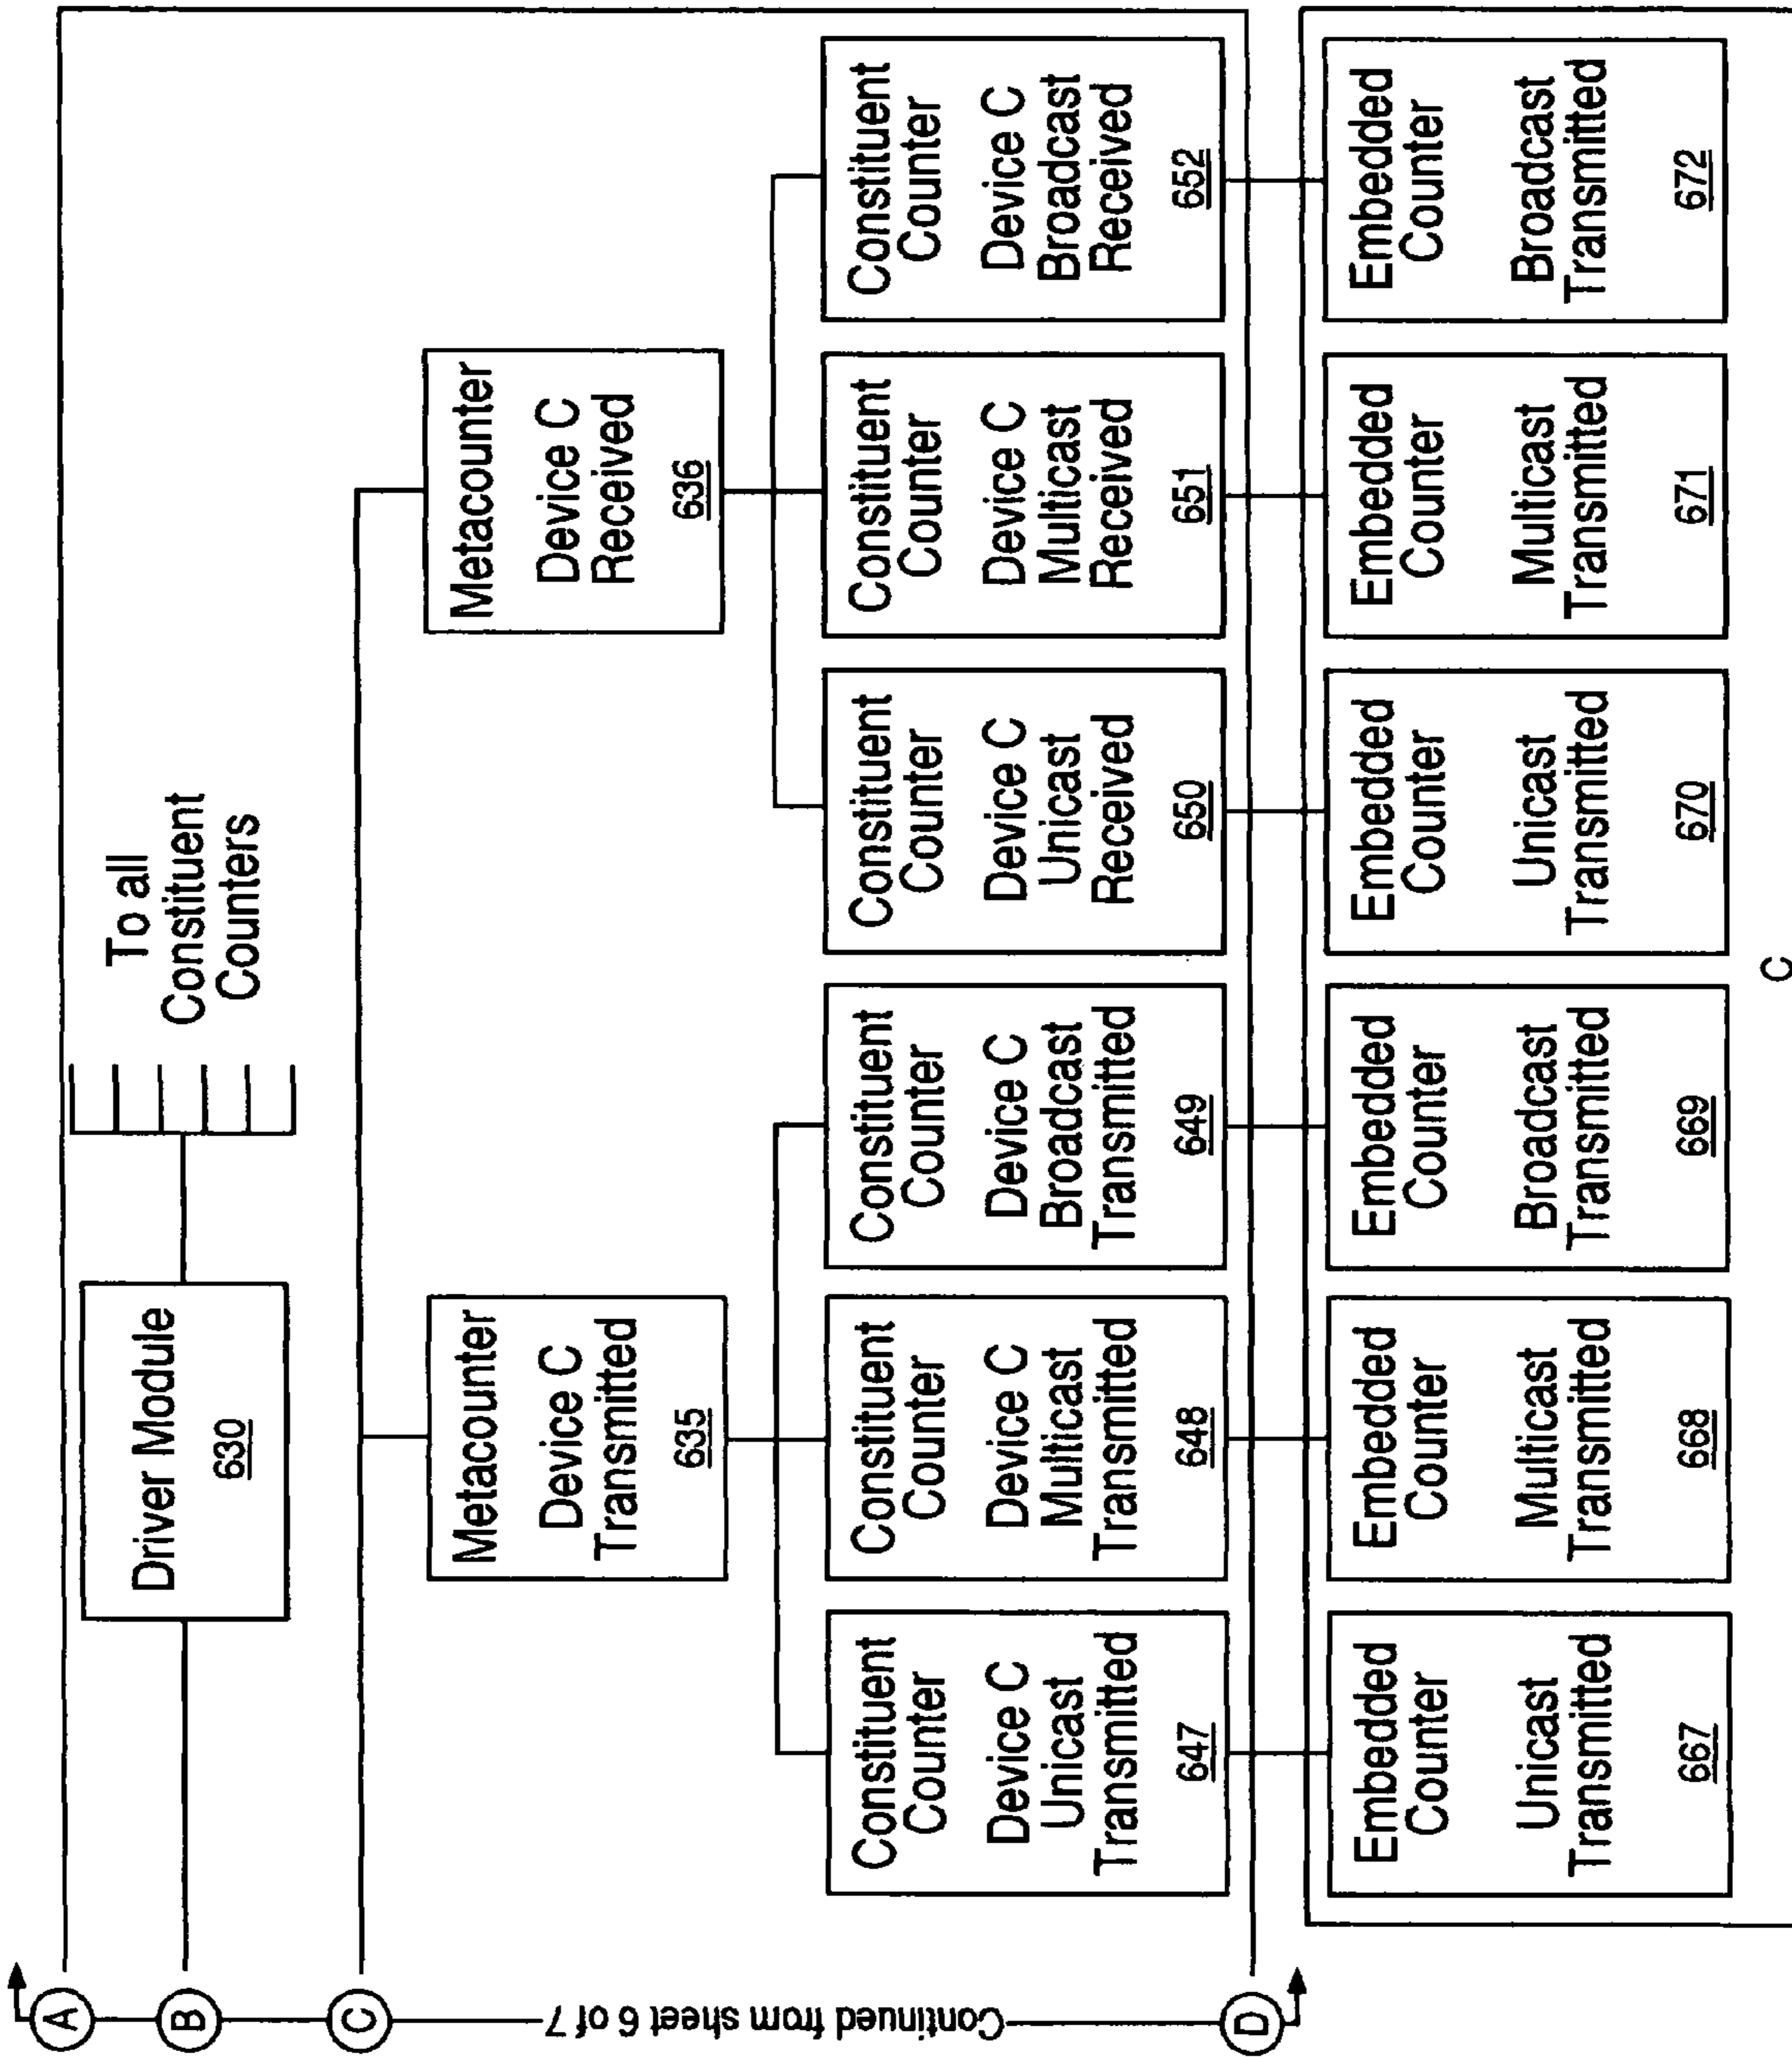 A
B
C
D
Continued from sheet 6 of 7
Driver Module
630
To all
Constituent
Counters
Metacounter
Device C
Transmitted
635
Metacounter
Device C
Received
636
Constituent
Counter
Device C
Unicast
Transmitted
647
Constituent
Counter
Device C
Multicast
Transmitted
648
Constituent
Counter
Device C
Broadcast
Transmitted
649
Constituent
Counter
Device C
Unicast
Received
650
Constituent
Counter
Device C
Multicast
Received
651
Constituent
Counter
Device C
Broadcast
Received
652
Embedded
Counter
Unicast
Transmitted
667
Embedded
Counter
Multicast
Transmitted
668
Embedded
Counter
Broadcast
Transmitted
669
Embedded
Counter
Unicast
Transmitted
670
Embedded
Counter
Multicast
Transmitted
671
Embedded
Counter
Broadcast
Transmitted
672
C